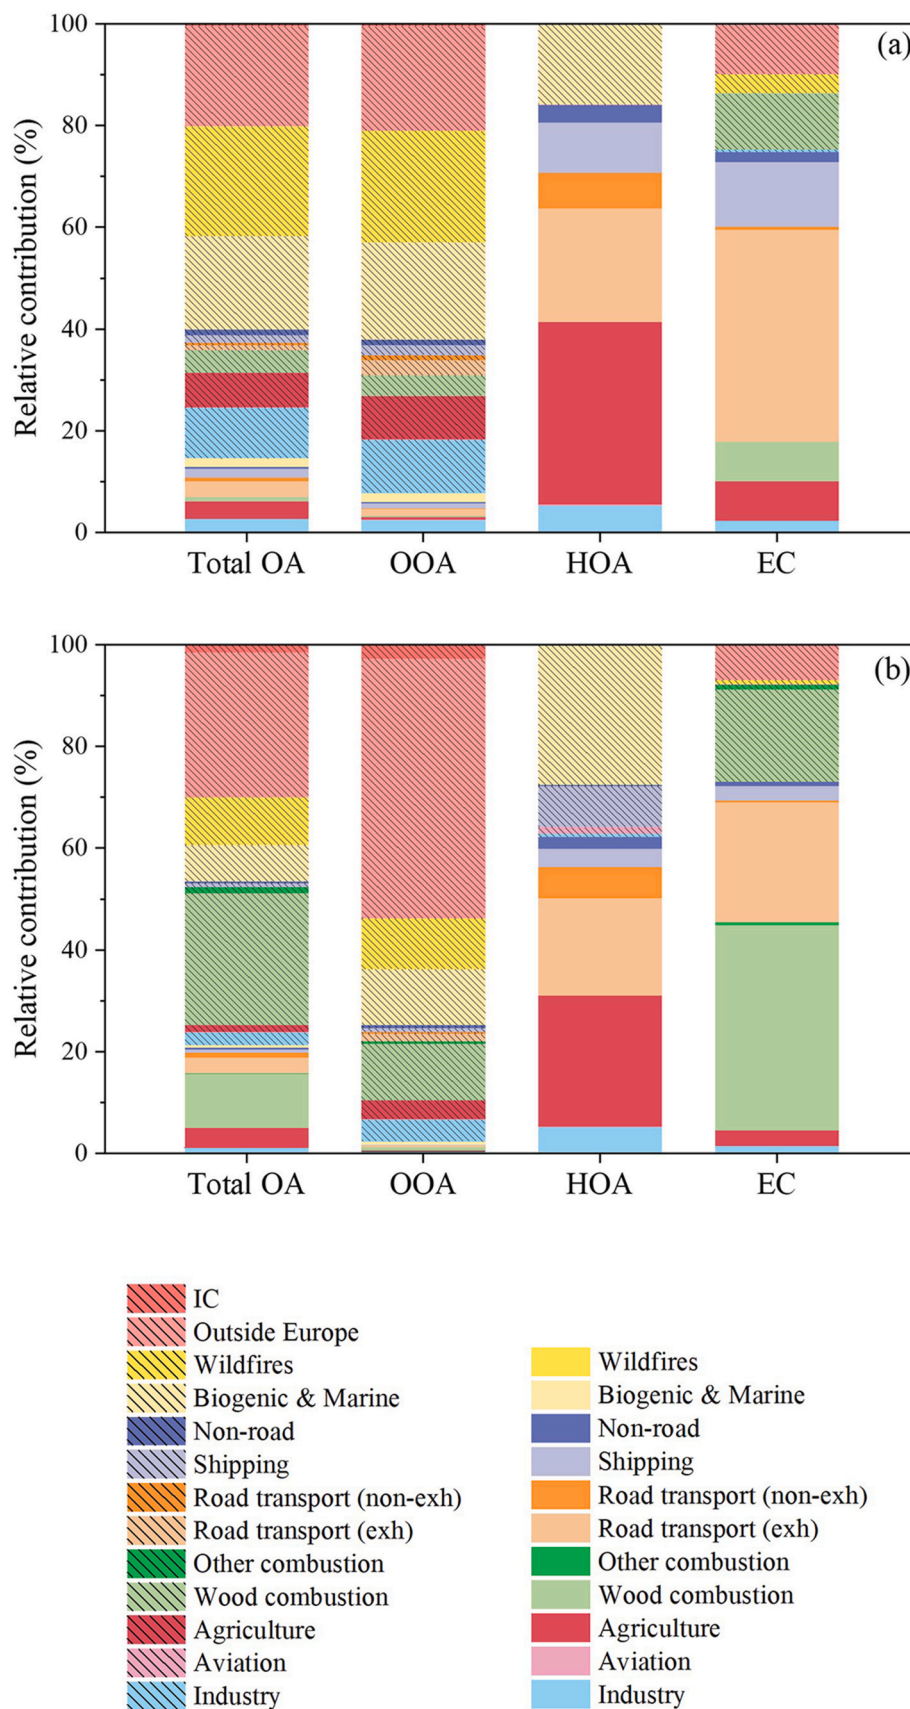 (a)
Relative contribution (%)
100
80
60
40
20
0
Total OA OOA HOA EC
(b)
Relative contribution (%)
100
80
60
40
20
0
Total OA OOA HOA EC
IC
Outside Europe
Wildfires
Biogenic & Marine
Non-road
Shipping
Road transport (non-exh)
Road transport (exh)
Other combustion
Wood combustion
Agriculture
Aviation
Industry
Wildfires
Biogenic & Marine
Non-road
Shipping
Road transport (non-exh)
Road transport (exh)
Other combustion
Wood combustion
Agriculture
Aviation
Industry